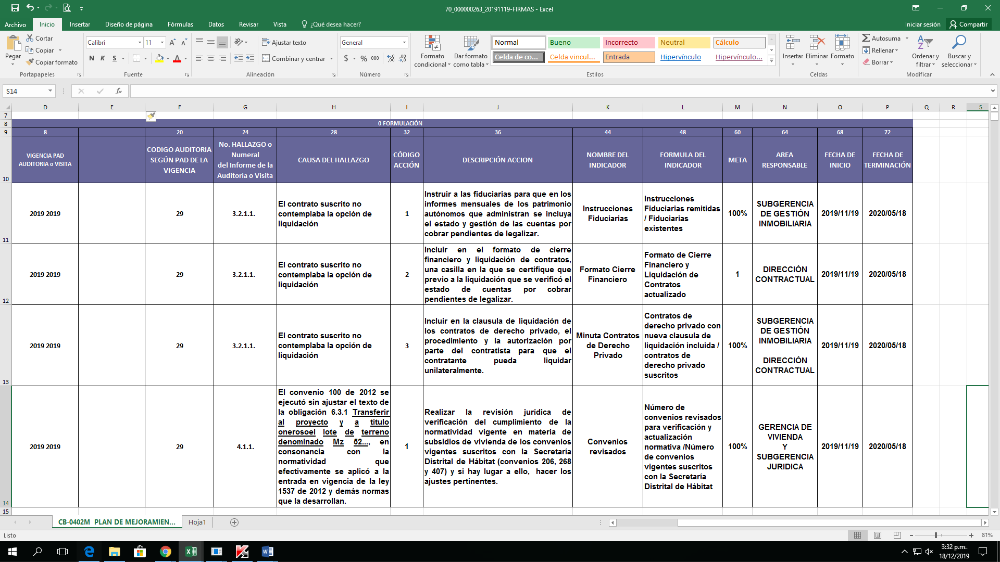 70_000000263_20191119-FIRMAS - Excel
Archivo Inicio Insertar Diseño de página Fórmulas Datos Revisar Vista ¿Qué desea hacer? Iniciar sesión Compartir
Pegar
Cortar
Copiar
Copiar formato
Portapapeles
Calibri 11
N K S
Fuente
Ajustar texto
Combinar y centrar
Alineación
General
$ % 000
Número
Formato condicional
Dar formato como tabla
Normal Bueno Incorrecto Neutral Cálculo
Celda de co... Celda vincul... Entrada Hipervínculo Hipervínculo...
Estilos
Insertar Eliminar Formato
Celdas
Autosuma
Rellenar
Borrar
Ordenar y filtrar
Buscar y seleccionar
Modificar
S14
fx
D E F G H I J K L M N O P Q R S
7
8 0 FORMULACIÓN
9 8 20 24 28 32 36 44 48 60 64 68 72
10
VIGENCIA PAD
AUDITORIA o VISITA
CODIGO AUDITORIA
SEGÚN PAD DE LA
VIGENCIA
No. HALLAZGO o
Numeral
del Informe de la
Auditoría o Visita
CAUSA DEL HALLAZGO
CÓDIGO
ACCIÓN
DESCRIPCIÓN ACCION
NOMBRE DEL
INDICADOR
FORMULA DEL
INDICADOR
META
AREA
RESPONSABLE
FECHA DE
INICIO
FECHA DE
TERMINACIÓN
11
2019 2019
29
3.2.1.1.
El contrato suscrito no
contemplaba la opción de
liquidación
1
Instruir a las fiduciarias para que en los
informes mensuales de los patrimonio
autónomos que administran se incluya
el estado y gestión de las cuentas por
cobrar pendientes de legalizar.
Instrucciones
Fiduciarias
Instrucciones
Fiduciarias remitidas
/ Fiduciarias
existentes
100%
SUBGERENCIA
DE GESTIÓN
INMOBILIARIA
2019/11/19
2020/05/18
12
2019 2019
29
3.2.1.1.
El contrato suscrito no
contemplaba la opción de
liquidación
2
Incluir en el formato de cierre
financiero y liquidación de contratos,
una casilla en la que se certifique que
previo a la liquidación que se verificó el
estado de cuentas por cobrar
pendientes de legalizar.
Formato Cierre
Financiero
Formato de Cierre
Financiero y
Liquidación de
Contratos
actualizado
1
DIRECCIÓN
CONTRACTUAL
2019/11/19
2020/05/18
13
2019 2019
29
3.2.1.1.
El contrato suscrito no
contemplaba la opción de
liquidación
3
Incluir en la clausula de liquidación de
los contratos de derecho privado, el
procedimiento y la autorización por
parte del contratista para que el
contratante pueda liquidar
unilateralmente.
Minuta Contratos
de Derecho
Privado
Contratos de
derecho privado con
nueva clausula de
liquidación incluida /
contratos de
derecho privado
suscritos
100%
SUBGERENCIA
DE GESTIÓN
INMOBILIARIA
DIRECCIÓN
CONTRACTUAL
2019/11/19
2020/05/18
14
2019 2019
29
4.1.1.
El convenio 100 de 2012 se
ejecutó sin ajustar el texto de
la obligación 6.3.1 Transferir
al proyecto y a título
onerosoel lote de terreno
denominado Mz 52..., en
consonancia con la
normatividad que
efectivamente se aplicó a la
entrada en vigencia de la ley
1537 de 2012 y demás normas
que la desarrollan.
1
Realizar la revisión jurídica de
verificación del cumplimiento de la
normatividad vigente en materia de
subsidios de vivienda de los convenios
vigentes suscritos con la Secretaría
Distrital de Hábitat (convenios 206, 268
y 407) y si hay lugar a ello, hacer los
ajustes pertinentes.
Convenios
revisados
Número de
convenios revisados
para verificación y
actualización
normativa /Número
de convenios
vigentes suscritos
con la Secretaría
Distrital de Hábitat
100%
GERENCIA DE
VIVIENDA
Y
SUBGERENCIA
JURIDICA
2019/11/19
2020/05/18
15
CB-0402M PLAN DE MEJORAMIEN... Hoja1
Listo
81%
3:32 p.m.
18/12/2019